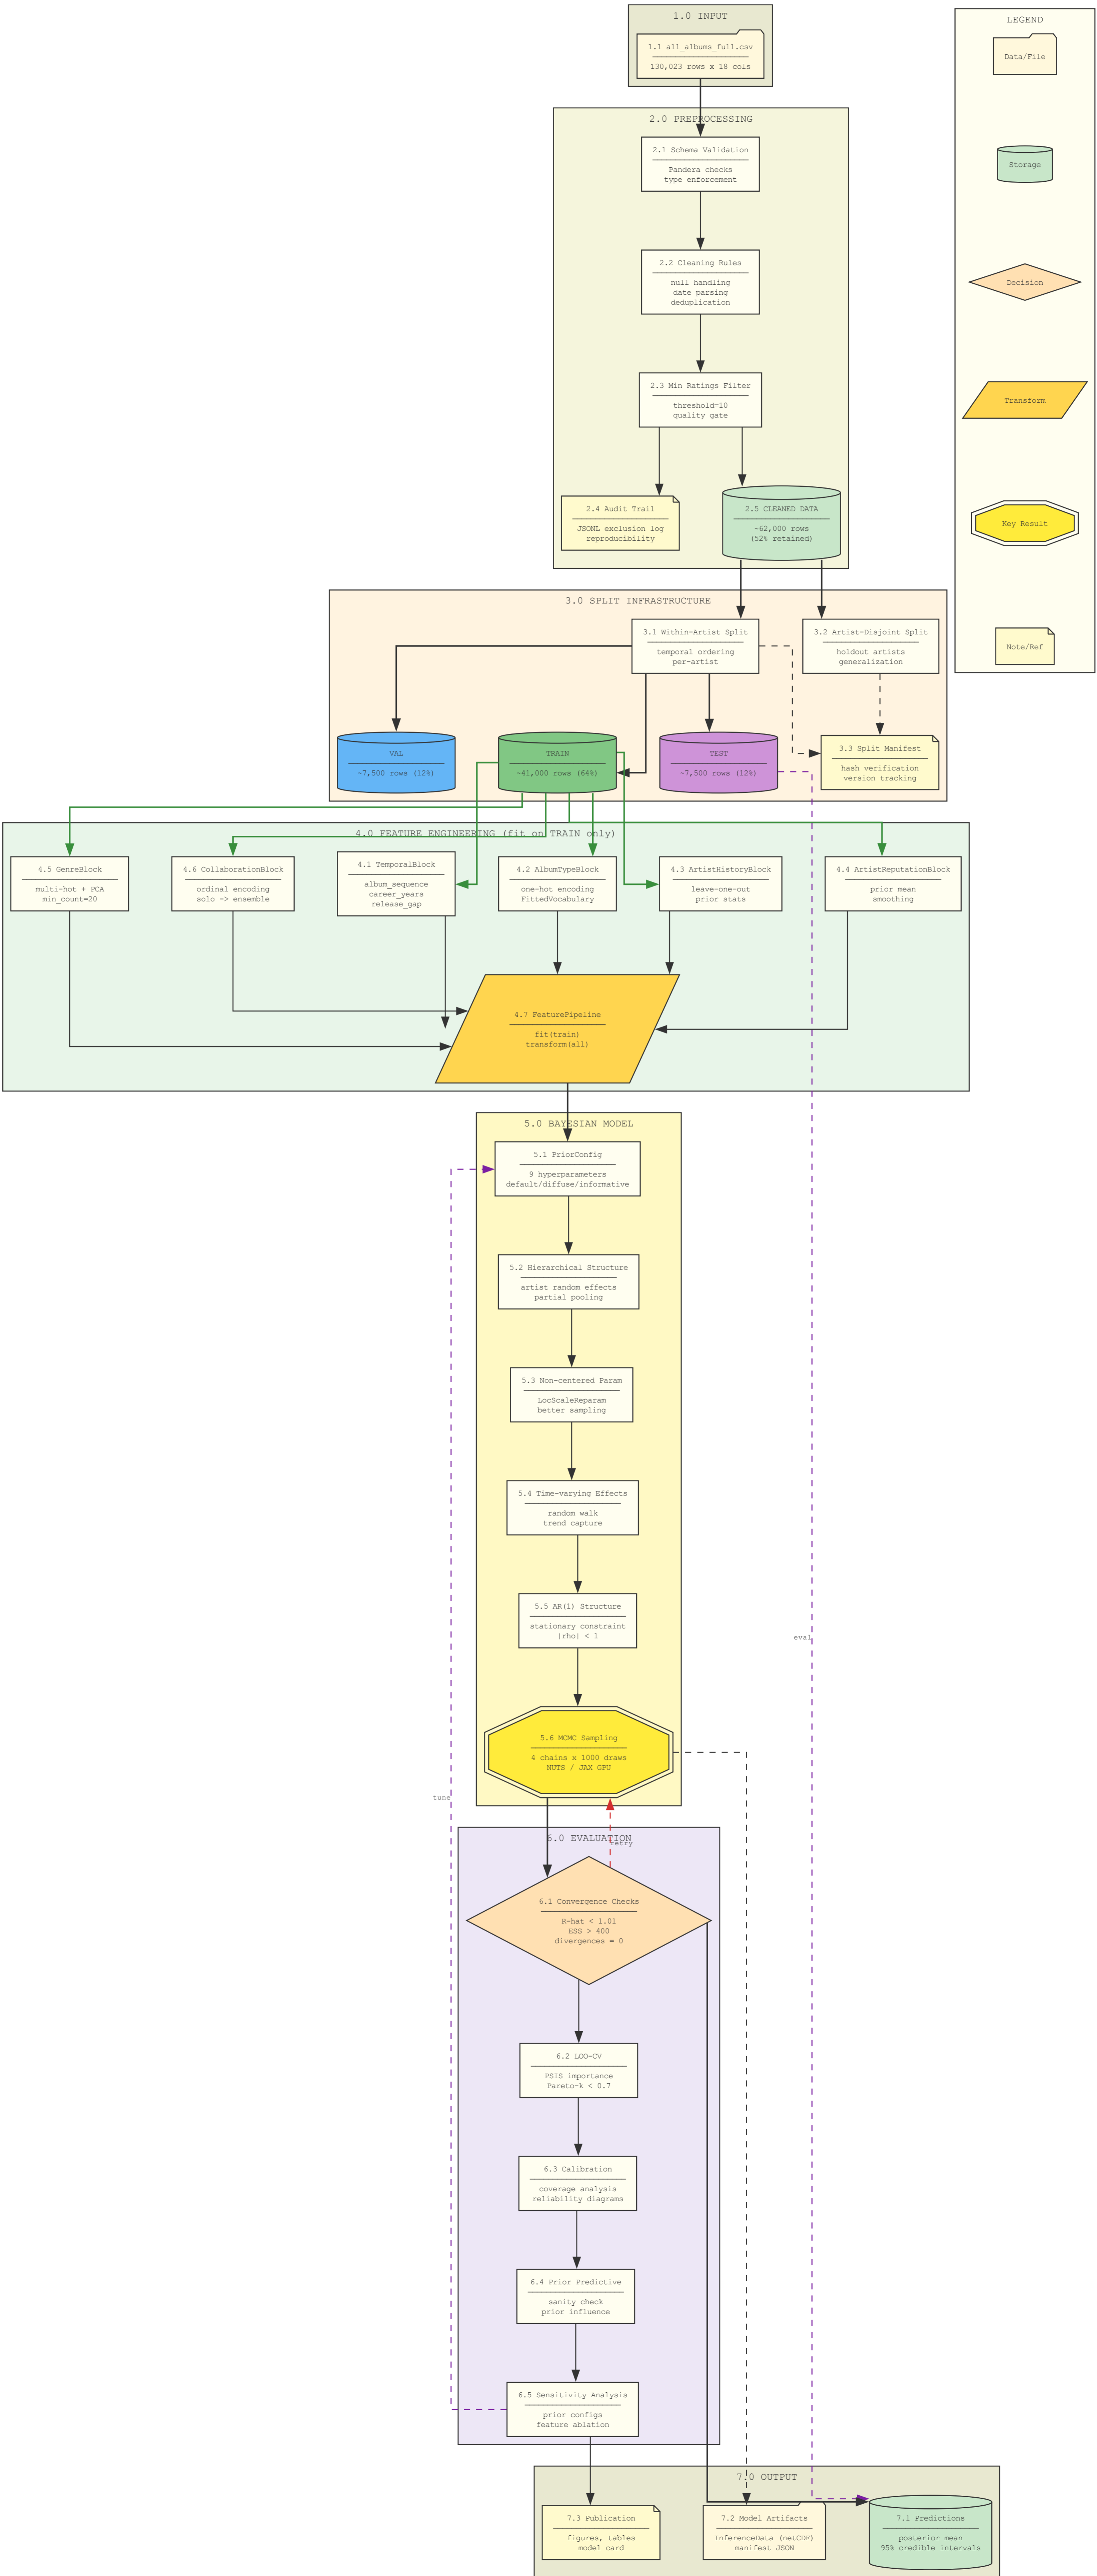 1.0 INPUT
1.1 all_albums_full.csv
130,023 rows x 18 cols
LEGEND
Data/File
Storage
Decision
Transform
Key Result
Note/Ref
2.0 PREPROCESSING
2.1 Schema Validation
Pandera checks
type enforcement
2.2 Cleaning Rules
null handling
date parsing
deduplication
2.3 Min Ratings Filter
threshold=10
quality gate
2.4 Audit Trail
JSONL exclusion log
reproducibility
2.5 CLEANED DATA
~62,000 rows
(52% retained)
3.0 SPLIT INFRASTRUCTURE
3.1 Within-Artist Split
temporal ordering
per-artist
3.2 Artist-Disjoint Split
holdout artists
generalization
VAL
~7,500 rows (12%)
TRAIN
~41,000 rows (64%)
TEST
~7,500 rows (12%)
3.3 Split Manifest
hash verification
version tracking
4.0 FEATURE ENGINEERING (fit on TRAIN only)
4.5 GenreBlock
multi-hot + PCA
min_count=20
4.6 CollaborationBlock
ordinal encoding
solo -> ensemble
4.1 TemporalBlock
album_sequence
career_years
release_gap
4.2 AlbumTypeBlock
one-hot encoding
FittedVocabulary
4.3 ArtistHistoryBlock
leave-one-out
prior stats
4.4 ArtistReputationBlock
prior mean
smoothing
4.7 FeaturePipeline
fit(train)
transform(all)
5.0 BAYESIAN MODEL
5.1 PriorConfig
9 hyperparameters
default/diffuse/informative
5.2 Hierarchical Structure
artist random effects
partial pooling
5.3 Non-centered Param
LocScaleReparam
better sampling
5.4 Time-varying Effects
random walk
trend capture
5.5 AR(1) Structure
stationary constraint
|rho| < 1
eval
5.6 MCMC Sampling
4 chains x 1000 draws
NUTS / JAX GPU
tune
6.0 EVALUATION
retry
6.1 Convergence Checks
R-hat < 1.01
ESS > 400
divergences = 0
6.2 LOO-CV
PSIS importance
Pareto-k < 0.7
6.3 Calibration
coverage analysis
reliability diagrams
6.4 Prior Predictive
sanity check
prior influence
6.5 Sensitivity Analysis
prior configs
feature ablation
7.0 OUTPUT
7.3 Publication
figures, tables
model card
7.2 Model Artifacts
InferenceData (netCDF)
manifest JSON
7.1 Predictions
posterior mean
95% credible intervals